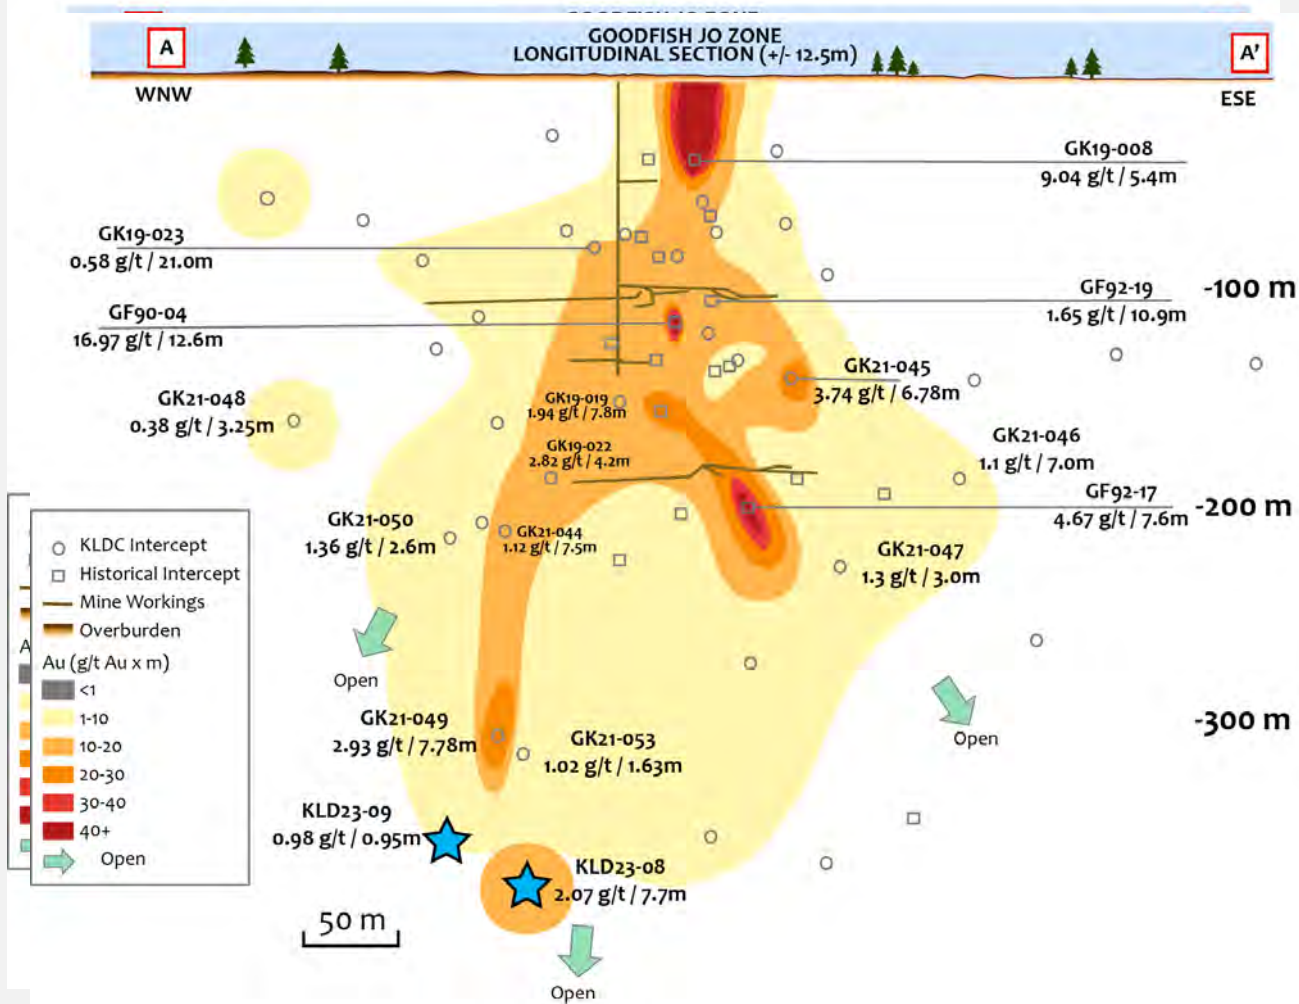 GOODFISH JO ZONE
LONGITUDINAL SECTION (+/- 12.5m)
A
A'
WNW
ESE
GK19-008
9.04 g/t / 5.4m
GK19-023
0.58 g/t / 21.0m
-100 m
GF92-19
1.65 g/t / 10.9m
GF90-04
16.97 g/t / 12.6m
GK21-045
3.74 g/t / 6.78m
GK21-048
0.38 g/t / 3.25m
GK19-019
1.94 g/t / 7.8m
GK19-022
2.82 g/t / 4.2m
GK21-046
1.1 g/t / 7.0m
GF92-17
4.67 g/t / 7.6m
-200 m
GK21-050
1.36 g/t / 2.6m
GK21-044
1.12 g/t / 7.5m
GK21-047
1.3 g/t / 3.0m
KLDC Intercept
Historical Intercept
Mine Workings
Overburden
A
Au (g/t Au x m)
<1
1-10
10-20
20-30
30-40
40+
Open
Open
Open
-300 m
GK21-049
2.93 g/t / 7.78m
GK21-053
1.02 g/t / 1.63m
KLD23-09
0.98 g/t / 0.95m
KLD23-08
2.07 g/t / 7.7m
50 m
Open